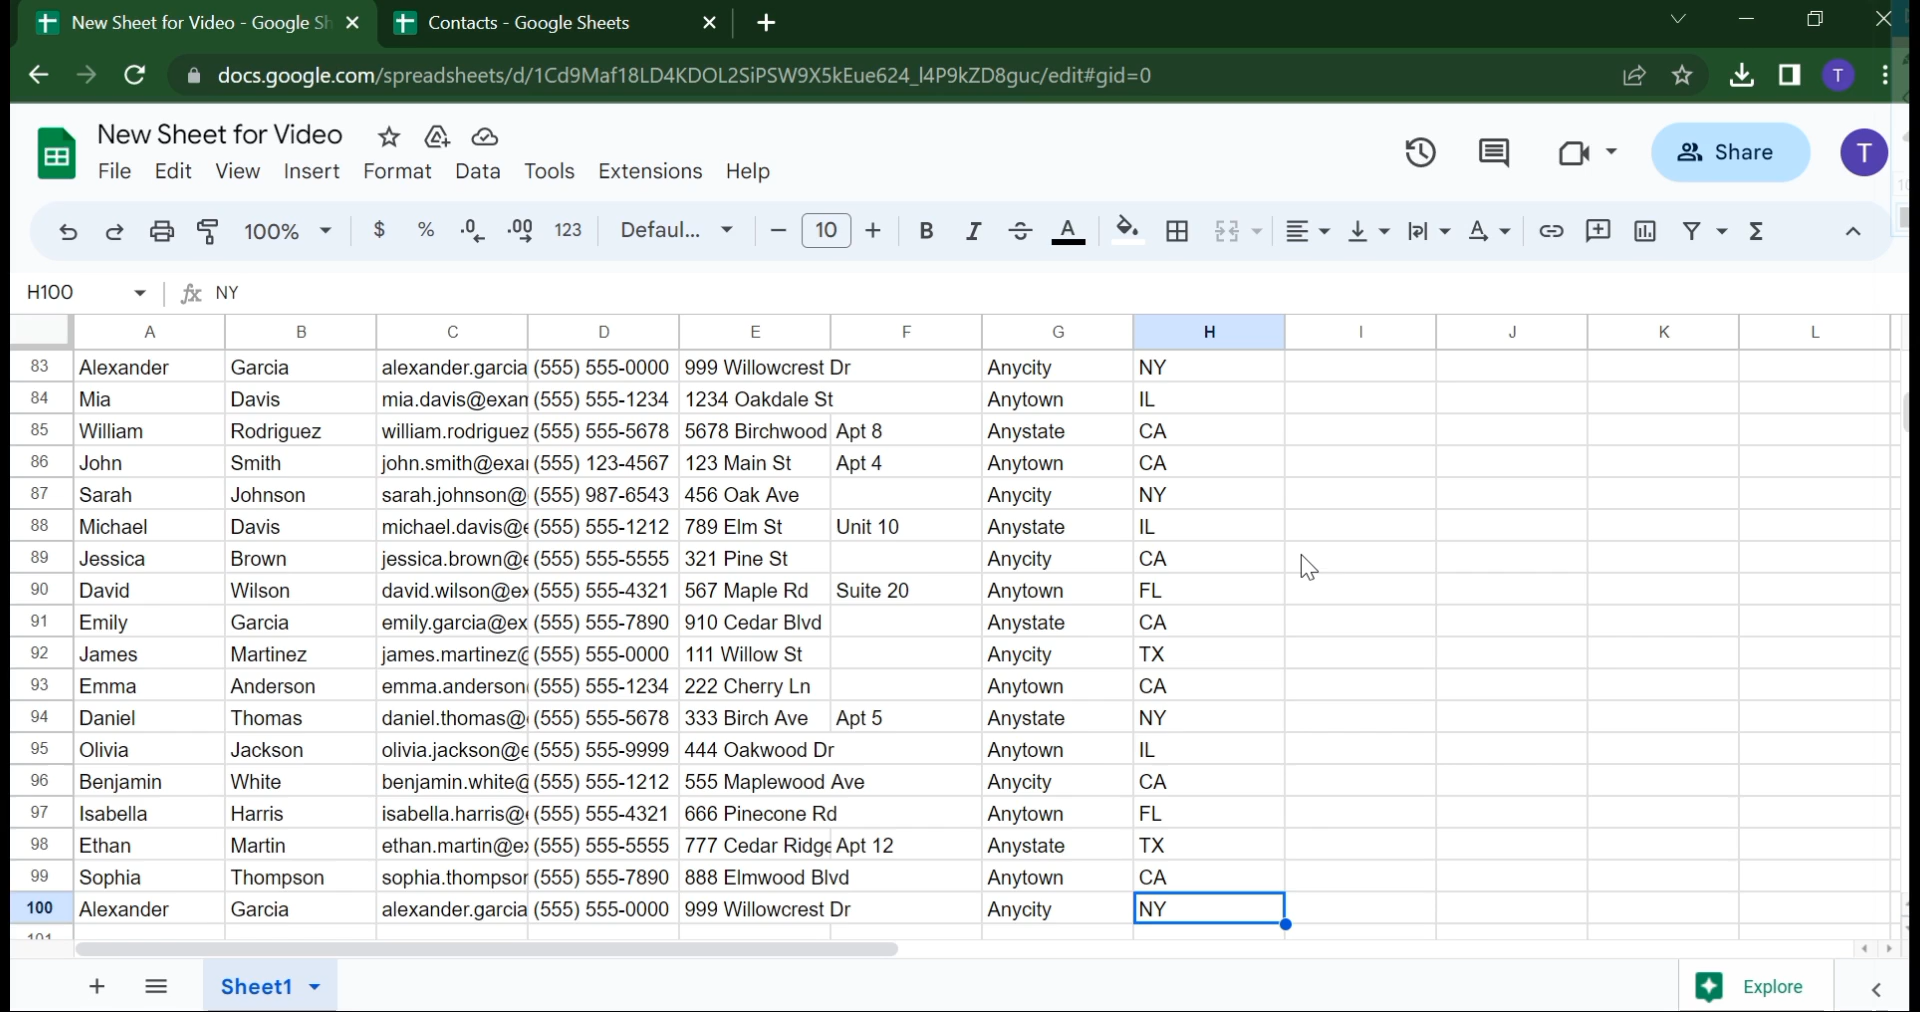 New Sheet for Video - Google Sh Contacts - Google Sheets
docs.google.com/spreadsheets/d/1Cd9Maf18LD4KDOL2SiPSW9X5kEue624_l4P9kZD8guc/edit#gid=0 T
New Sheet for Video
File Edit View Insert Format Data Tools Extensions Help Share T
100% $ % .0 .00 123 Defaul... 10 B I A Σ
H100 fx NY
A B C D E F G H I J K L
83 Alexander Garcia alexander.garcia (555) 555-0000 999 Willowcrest Dr Anycity NY
84 Mia Davis mia.davis@exam (555) 555-1234 1234 Oakdale St Anytown IL
85 William Rodriguez william.rodriguez (555) 555-5678 5678 Birchwood Apt 8 Anystate CA
86 John Smith john.smith@exa (555) 123-4567 123 Main St Apt 4 Anytown CA
87 Sarah Johnson sarah.johnson@ (555) 987-6543 456 Oak Ave Anycity NY
88 Michael Davis michael.davis@e (555) 555-1212 789 Elm St Unit 10 Anystate IL
89 Jessica Brown jessica.brown@e (555) 555-5555 321 Pine St Anycity CA
90 David Wilson david.wilson@ex (555) 555-4321 567 Maple Rd Suite 20 Anytown FL
91 Emily Garcia emily.garcia@ex (555) 555-7890 910 Cedar Blvd Anystate CA
92 James Martinez james.martinez@ (555) 555-0000 111 Willow St Anycity TX
93 Emma Anderson emma.anderson (555) 555-1234 222 Cherry Ln Anytown CA
94 Daniel Thomas daniel.thomas@ (555) 555-5678 333 Birch Ave Apt 5 Anystate NY
95 Olivia Jackson olivia.jackson@e (555) 555-9999 444 Oakwood Dr Anytown IL
96 Benjamin White benjamin.white@ (555) 555-1212 555 Maplewood Ave Anycity CA
97 Isabella Harris isabella.harris@ (555) 555-4321 666 Pinecone Rd Anytown FL
98 Ethan Martin ethan.martin@ex (555) 555-5555 777 Cedar Ridge Apt 12 Anystate TX
99 Sophia Thompson sophia.thompson (555) 555-7890 888 Elmwood Blvd Anytown CA
100 Alexander Garcia alexander.garcia (555) 555-0000 999 Willowcrest Dr Anycity NY
101
Sheet1 Explore